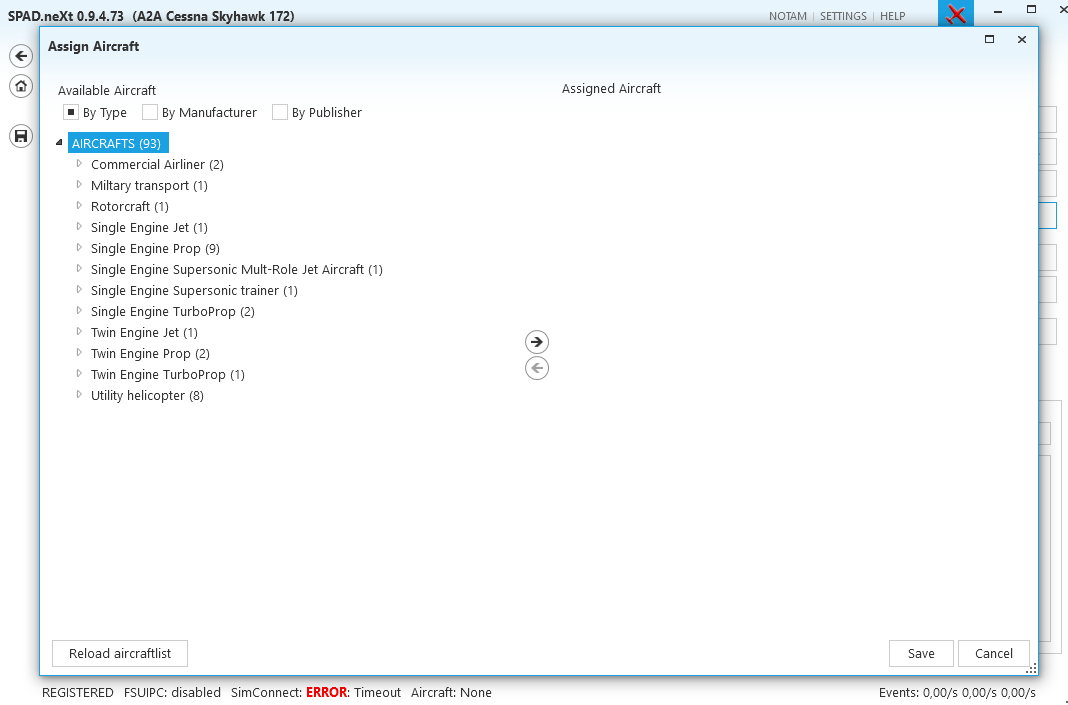 SPAD.neXt 0.9.4.73 (A2A Cessna Skyhawk 172)
NOTAM | SETTINGS | HELP
Assign Aircraft
Available Aircraft
Assigned Aircraft
By Type
By Manufacturer
By Publisher
AIRCRAFTS (93)
Commercial Airliner (2)
Miltary transport (1)
Rotorcraft (1)
Single Engine Jet (1)
Single Engine Prop (9)
Single Engine Supersonic Mult-Role Jet Aircraft (1)
Single Engine Supersonic trainer (1)
Single Engine TurboProp (2)
Twin Engine Jet (1)
Twin Engine Prop (2)
Twin Engine TurboProp (1)
Utility helicopter (8)
Reload aircraftlist
Save
Cancel
REGISTERED FSUIPC: disabled SimConnect: ERROR: Timeout Aircraft: None
Events: 0,00/s 0,00/s 0,00/s